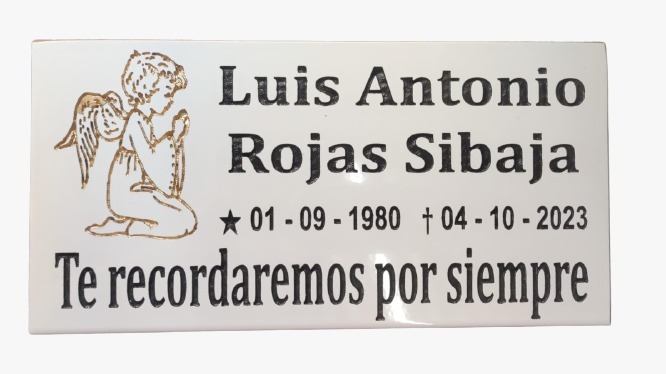 Luis Antonio
Rojas Sibaja
★ 01 - 09 - 1980 † 04 - 10 - 2023
Te recordaremos por siempre